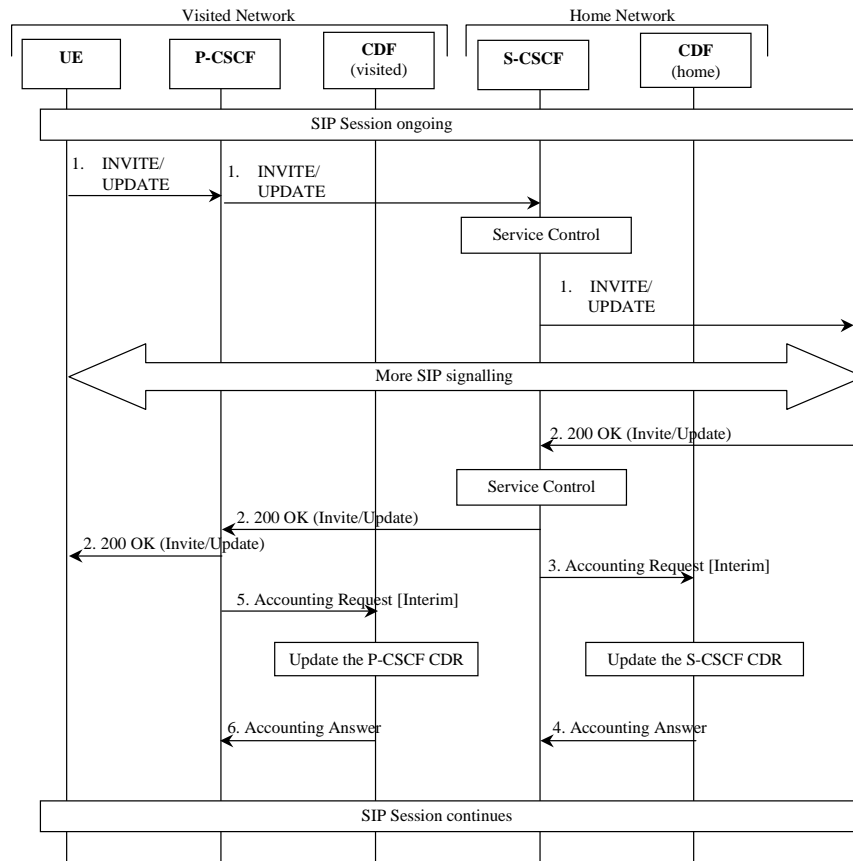 Visited Network
Home Network
UE
P-CSCF
CDF
(visited)
S-CSCF
CDF
(home)
SIP Session ongoing
1. INVITE/
UPDATE
1. INVITE/
UPDATE
Service Control
1. INVITE/
UPDATE
More SIP signalling
2. 200 OK (Invite/Update)
Service Control
2. 200 OK (Invite/Update)
2. 200 OK (Invite/Update)
3. Accounting Request [Interim]
5. Accounting Request [Interim]
Update the P-CSCF CDR
Update the S-CSCF CDR
6. Accounting Answer
4. Accounting Answer
SIP Session continues